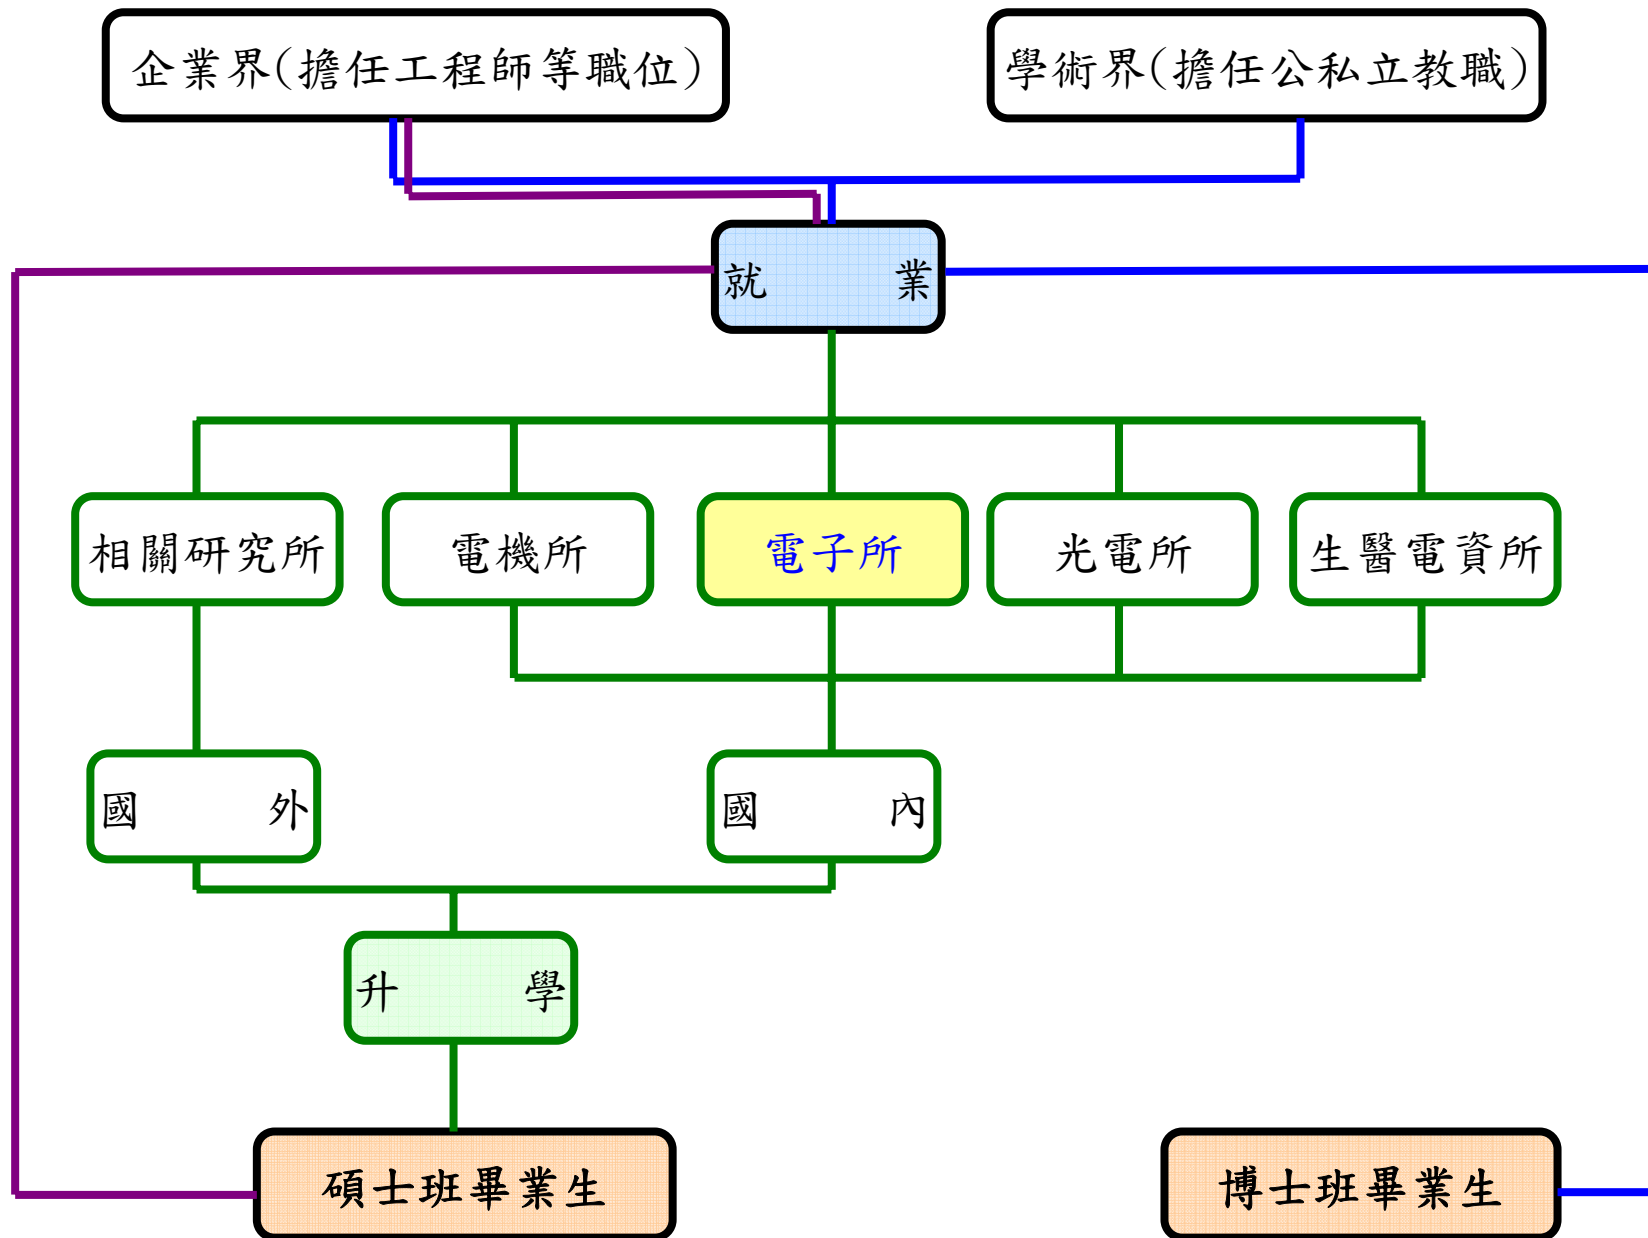 企業界(擔任工程師等職位)
學術界(擔任公私立教職)
就 業
相關研究所
電機所
電子所
光電所
生醫電資所
國 外
國 內
升 學
碩士班畢業生
博士班畢業生